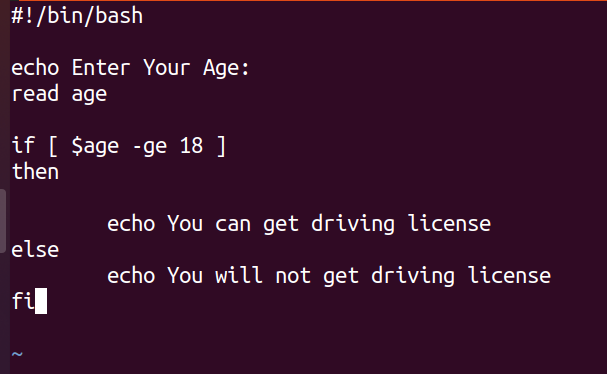 #!/bin/bash
echo Enter Your Age:
read age
if [ $age -ge 18 ]
then
echo You can get driving license
else
echo You will not get driving license
fi
~